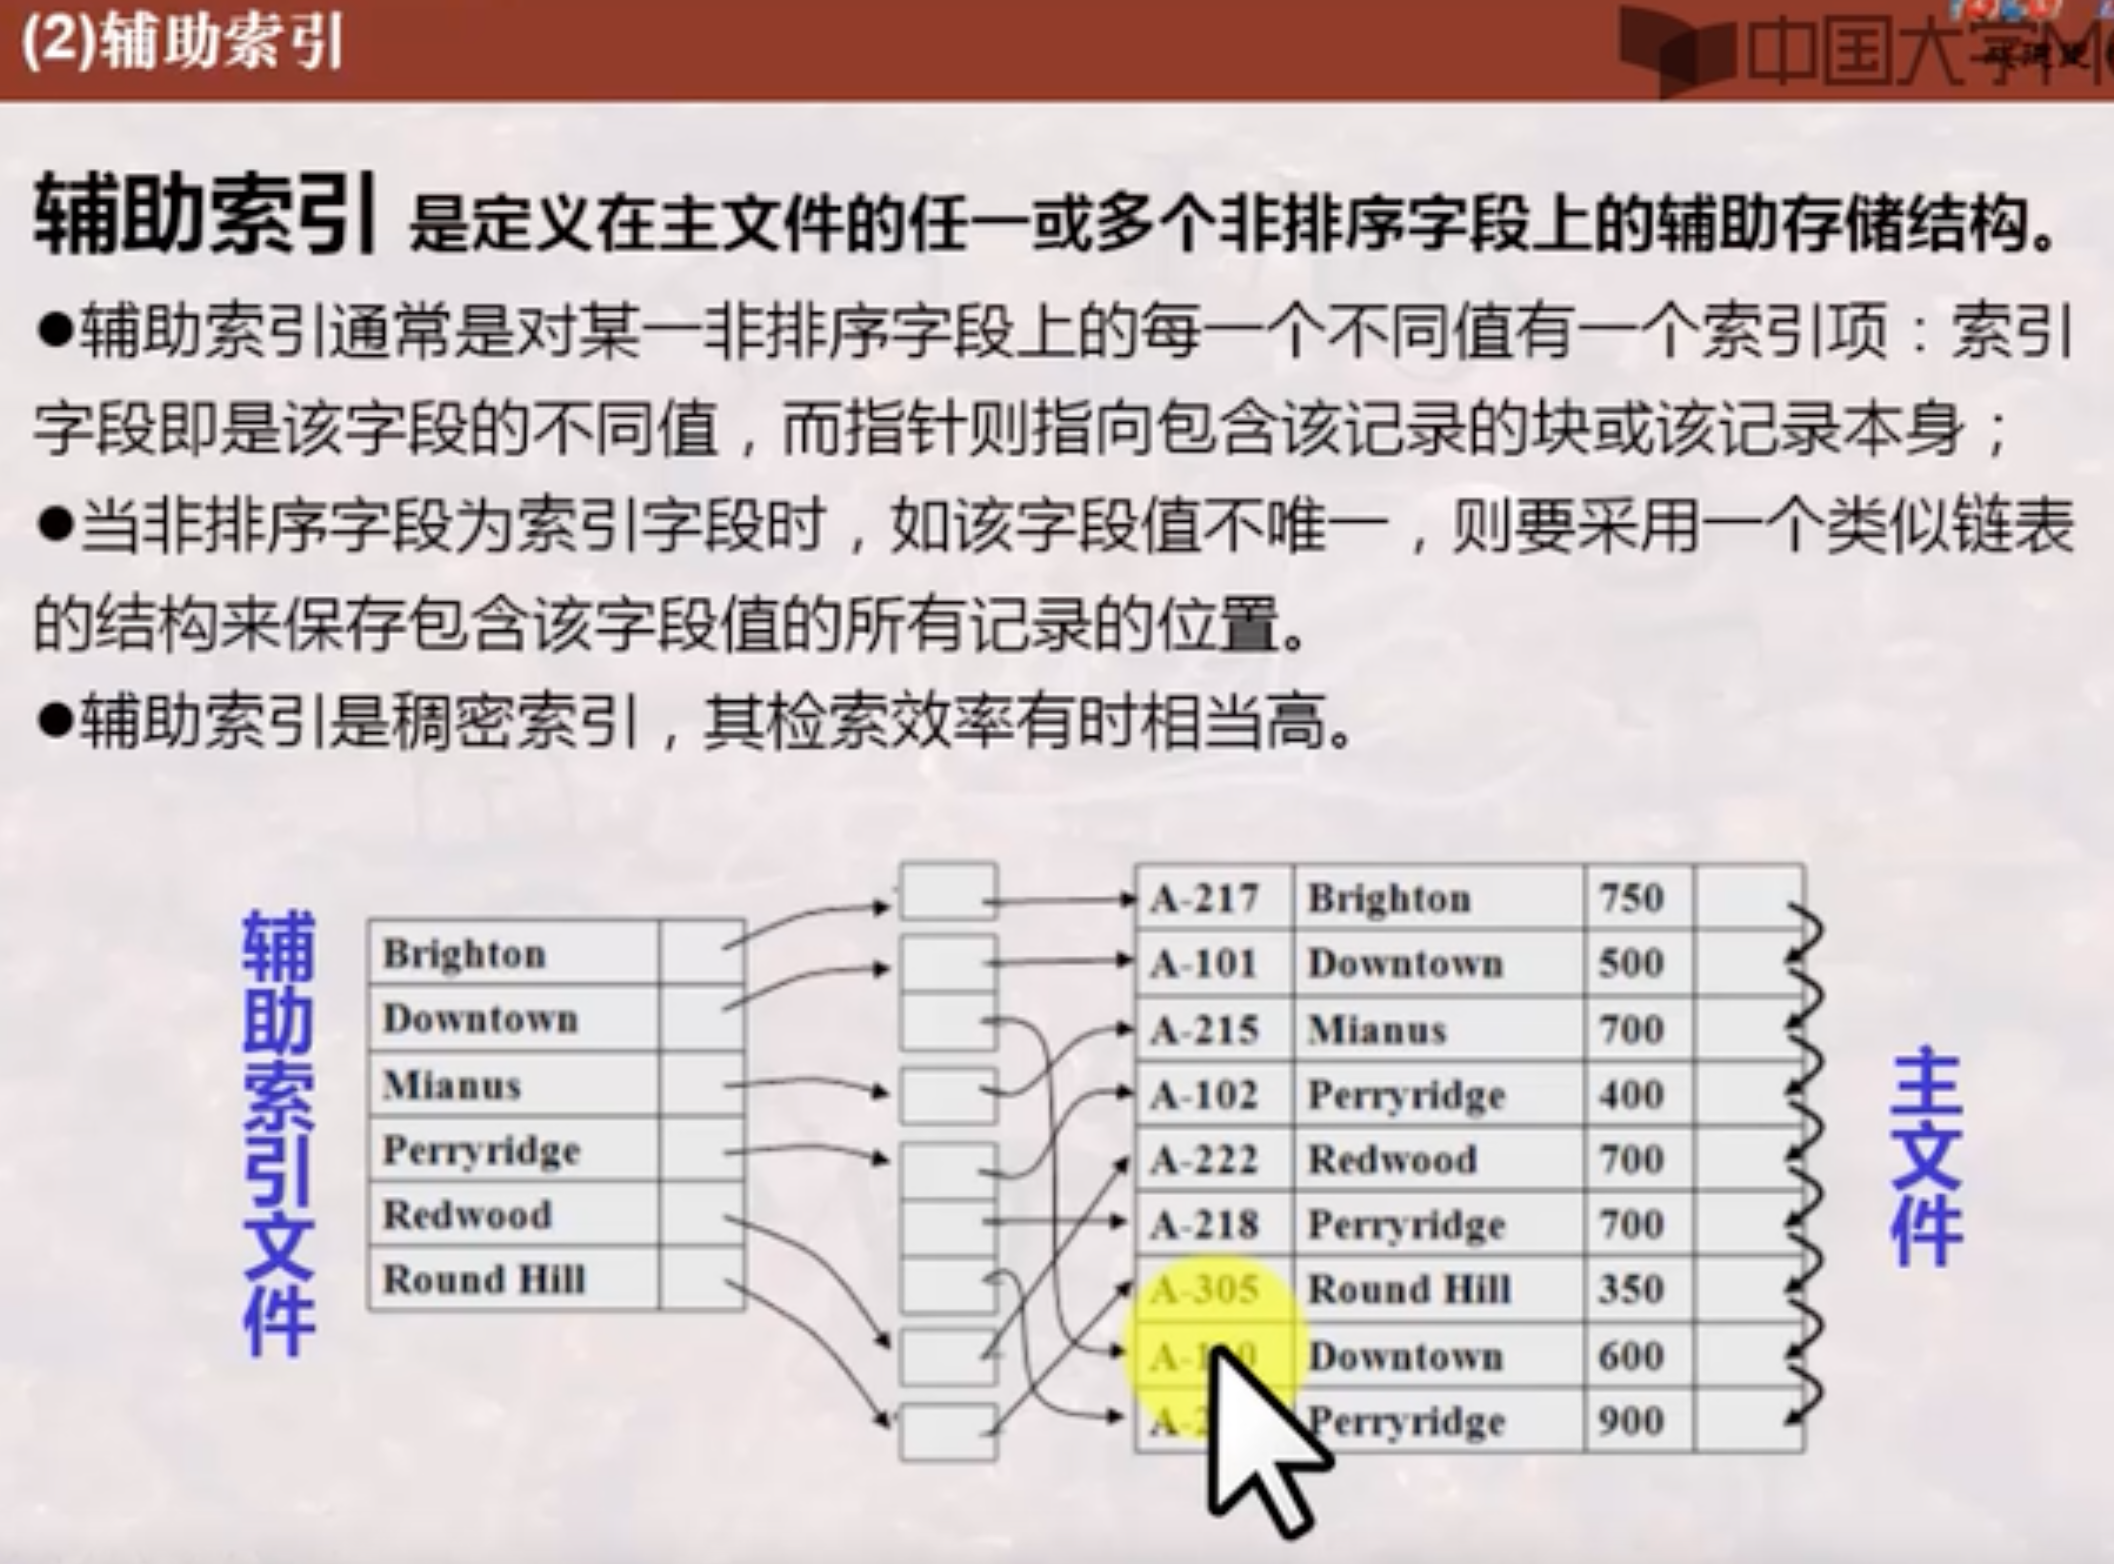 (2)辅助索引
中国大学M
辅助索引 是定义在主文件的任一或多个非排序字段上的辅助存储结构。
●辅助索引通常是对某一非排序字段上的每一个不同值有一个索引项：索引
字段即是该字段的不同值，而指针则指向包含该记录的块或该记录本身；
●当非排序字段为索引字段时，如该字段值不唯一，则要采用一个类似链表
的结构来保存包含该字段值的所有记录的位置。
●辅助索引是稠密索引，其检索效率有时相当高。
辅助索引文件
Brighton
Downtown
Mianus
Perryridge
Redwood
Round Hill
A-217 Brighton 750
A-101 Downtown 500
A-215 Mianus 700
A-102 Perryridge 400
A-222 Redwood 700
A-218 Perryridge 700
A-305 Round Hill 350
Downtown 600
Perryridge 900
主文件